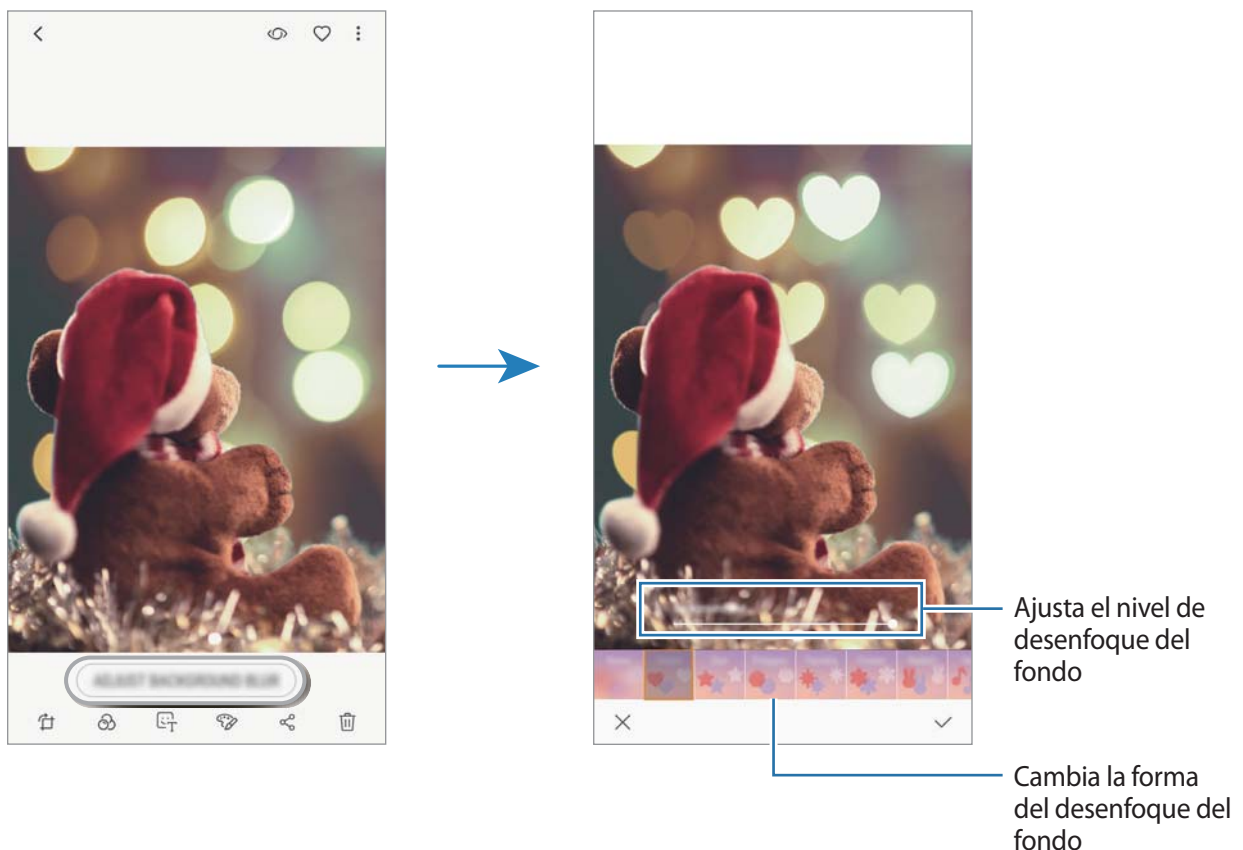 Ajusta el nivel de
desenfoque del
fondo
Cambia la forma
del desenfoque del
fondo